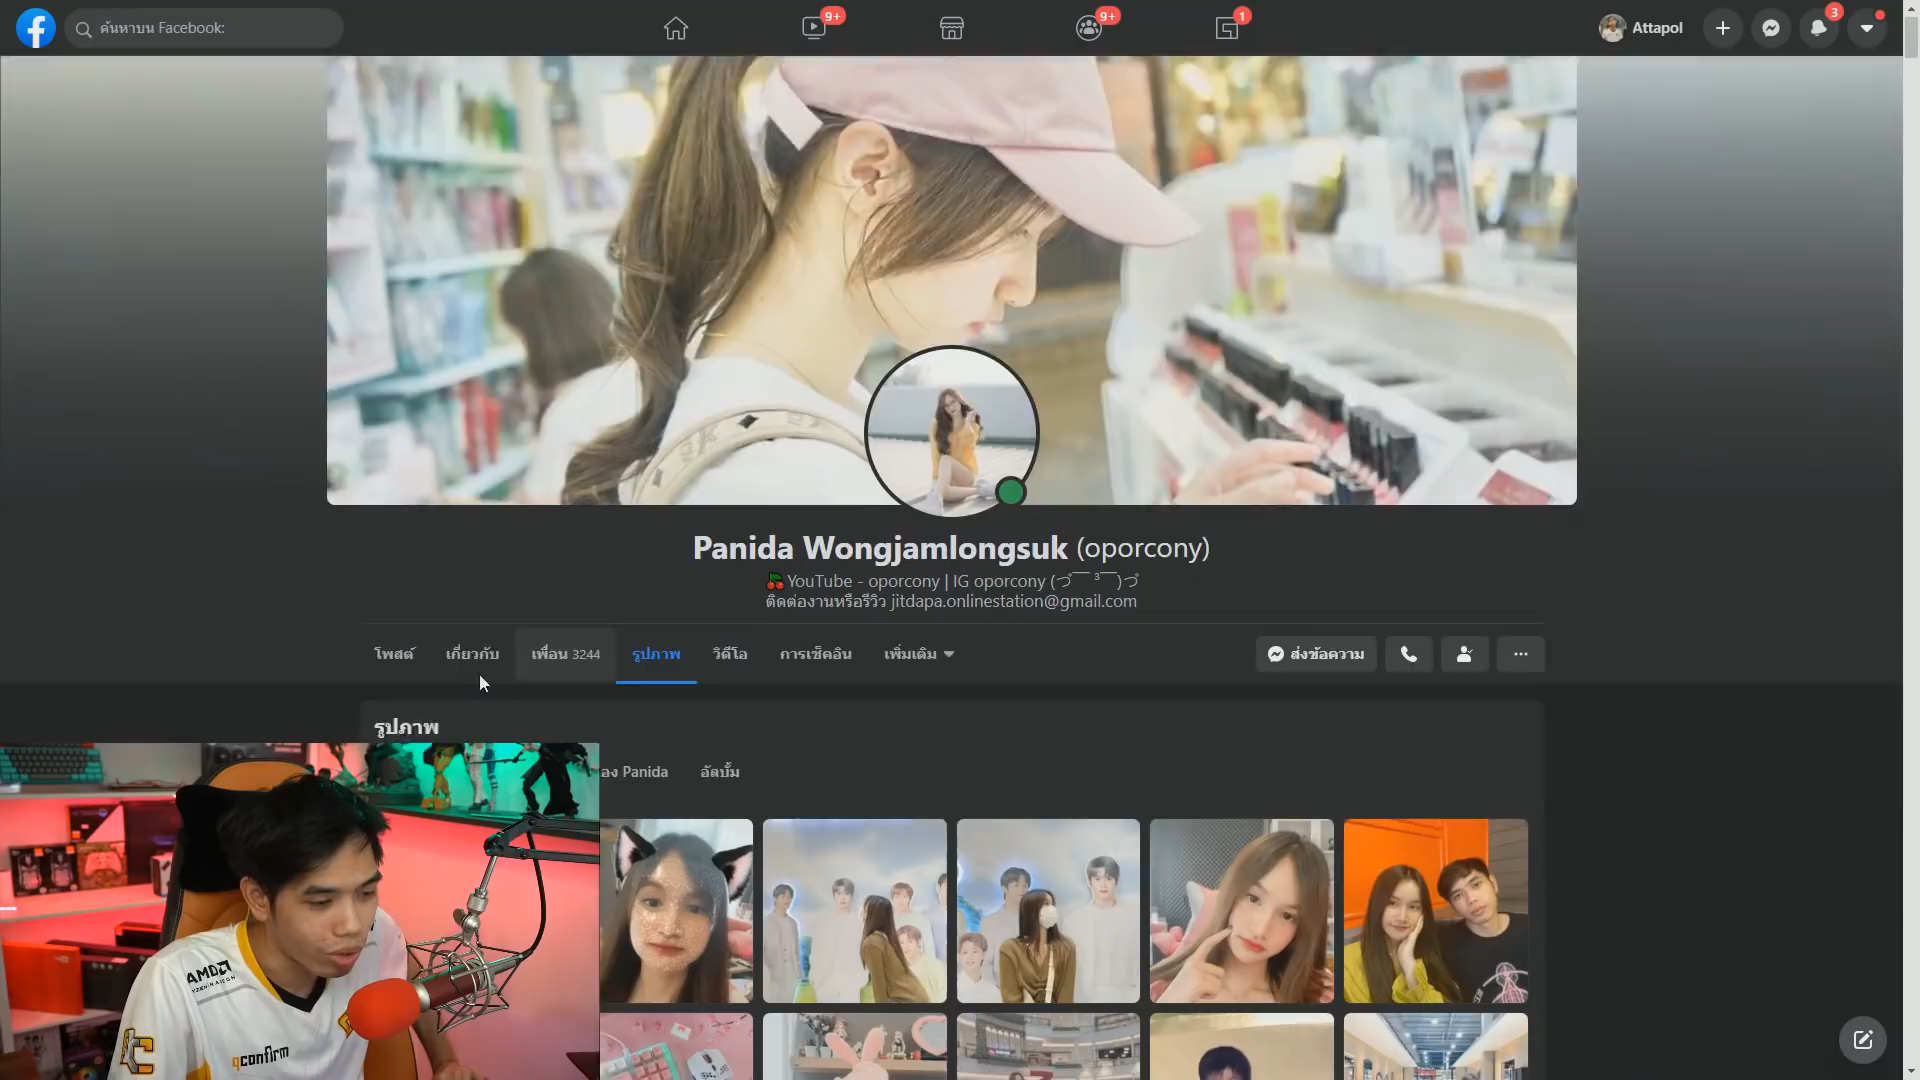 ค้นหาบน Facebook:
9+
9+
1
Attapol
3
Panida Wongjamlongsuk (oporcony)
🍒YouTube - oporcony | IG oporcony (づ￣ ³￣)づ
ติดต่องานหรือรีวิว jitdapa.onlinestation@gmail.com
โพสต์
เกี่ยวกับ
เพื่อน 3244
รูปภาพ
วิดีโอ
การเช็คอิน
เพิ่มเติม
ส่งข้อความ
รูปภาพ
อง Panida
อัลบั้ม
AMD
RYZEN RADEON
qconfirm